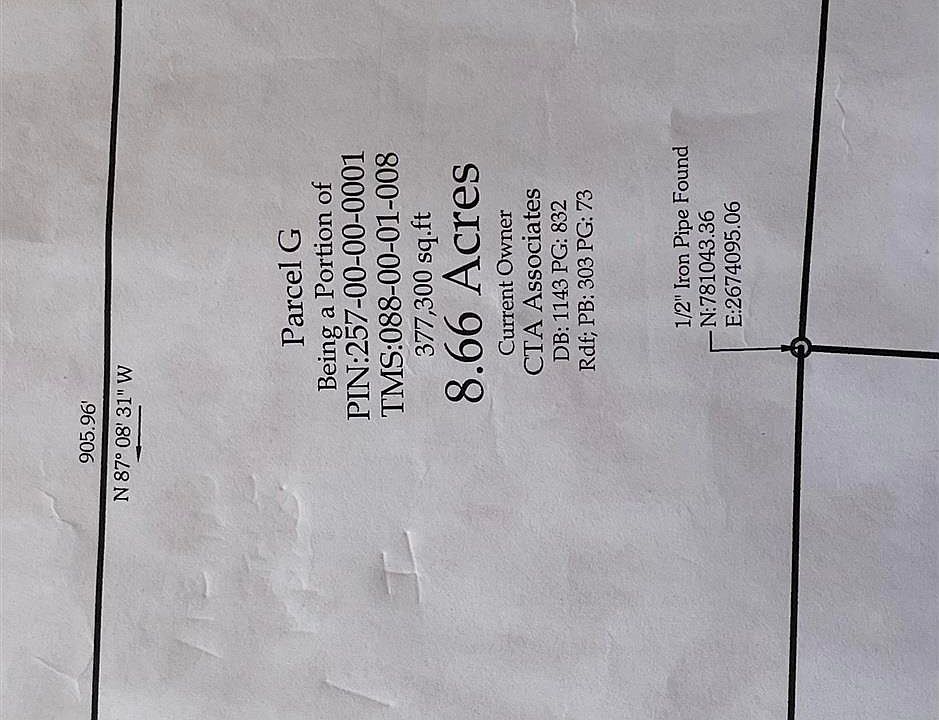 905.96'
N 87° 08' 31" W
Parcel G
Being a Portion of
PIN:257-00-00-0001
TMS:088-00-01-008
377,300 sq.ft
8.66 Acres
Current Owner
CTA Associates
DB: 1143 PG: 832
Rdf; PB: 303 PG: 73
1/2" Iron Pipe Found
N:781043.36
E:2674095.06